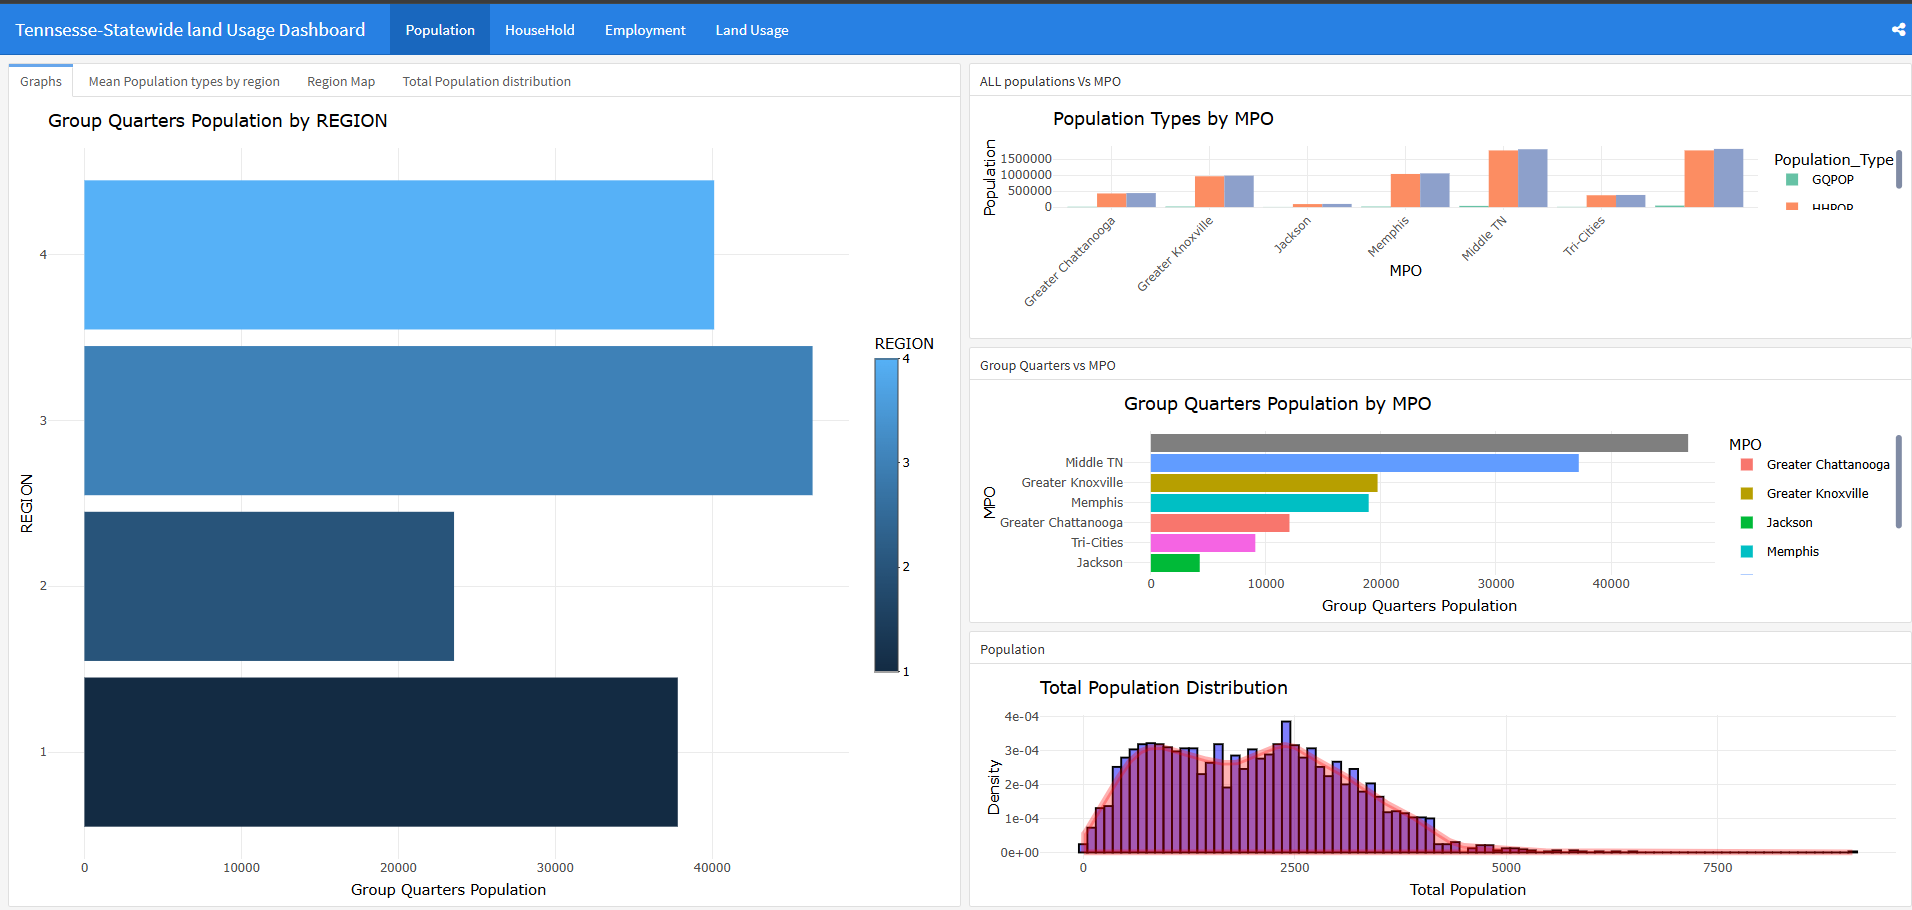 Tennsesse-Statewide land Usage Dashboard
Population
HouseHold
Employment
Land Usage
Graphs
Mean Population types by region
Region Map
Total Population distribution
Group Quarters Population by REGION
REGION
4
3
2
1
0
10000
20000
30000
40000
Group Quarters Population
REGION
4
3
2
1
ALL populations Vs MPO
Population Types by MPO
Population
1500000
1000000
500000
0
Greater Chattanooga
Greater Knoxville
Jackson
Memphis
Middle TN
Tri-Cities
MPO
Population_Type
GQPOP
HHPOP
Group Quarters vs MPO
Group Quarters Population by MPO
MPO
Middle TN
Greater Knoxville
Memphis
Greater Chattanooga
Tri-Cities
Jackson
0
10000
20000
30000
40000
Group Quarters Population
MPO
Greater Chattanooga
Greater Knoxville
Jackson
Memphis
Population
Total Population Distribution
Density
4e-04
3e-04
2e-04
1e-04
0e+00
0
2500
5000
7500
Total Population